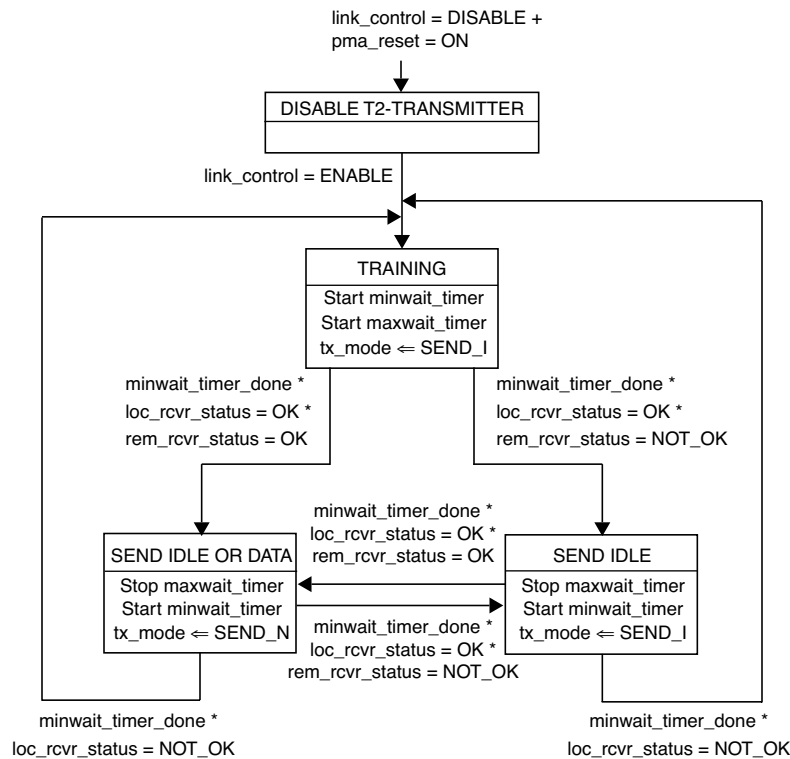 link_control = DISABLE +
pma_reset = ON
DISABLE T2-TRANSMITTER
link_control = ENABLE
TRAINING
Start minwait_timer
Start maxwait_timer
tx_mode ⇐ SEND_I
minwait_timer_done *
loc_rcvr_status = OK *
rem_rcvr_status = OK
minwait_timer_done *
loc_rcvr_status = OK *
rem_rcvr_status = NOT_OK
SEND IDLE OR DATA
Stop maxwait_timer
Start minwait_timer
tx_mode ⇐ SEND_N
minwait_timer_done *
loc_rcvr_status = OK *
rem_rcvr_status = OK
minwait_timer_done *
loc_rcvr_status = OK *
rem_rcvr_status = NOT_OK
SEND IDLE
Stop maxwait_timer
Start minwait_timer
tx_mode ⇐ SEND_I
minwait_timer_done *
loc_rcvr_status = NOT_OK
minwait_timer_done *
loc_rcvr_status = NOT_OK